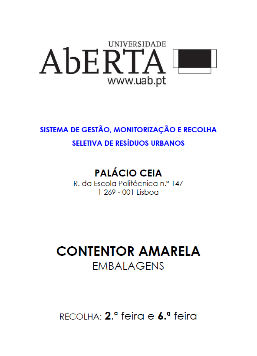 UNIVERSIDADE
AbERTA
www.uab.pt
SISTEMA DE GESTÃO, MONITORIZAÇÃO E RECOLHA
SELETIVA DE RESÍDUOS URBANOS
PALÁCIO CEIA
R. da Escola Politécnica n.º 147
1 269 - 001 Lisboa
CONTENTOR AMARELA
EMBALAGENS
RECOLHA: 2.ª feira e 6.ª feira